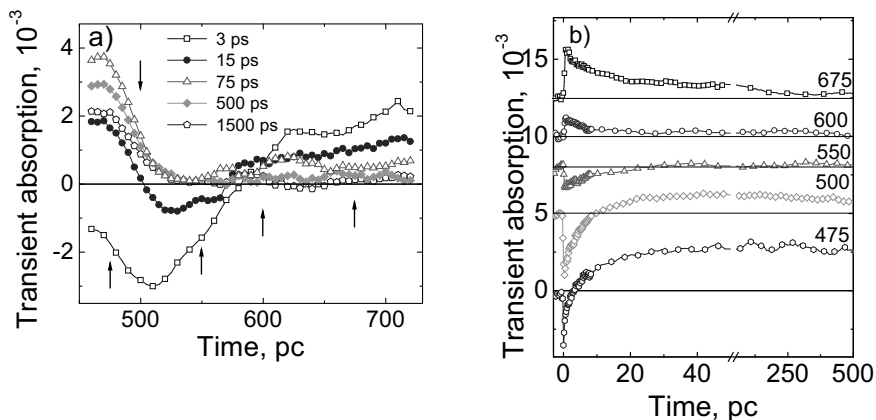 a)
Transient absorption, 10^-3
4
2
0
-2
3 ps
15 ps
75 ps
500 ps
1500 ps
500 600 700
Time, pc
b)
Transient absorption, 10^-3
15
10
5
0
675
600
550
500
475
0 20 40 250 500
Time, pc